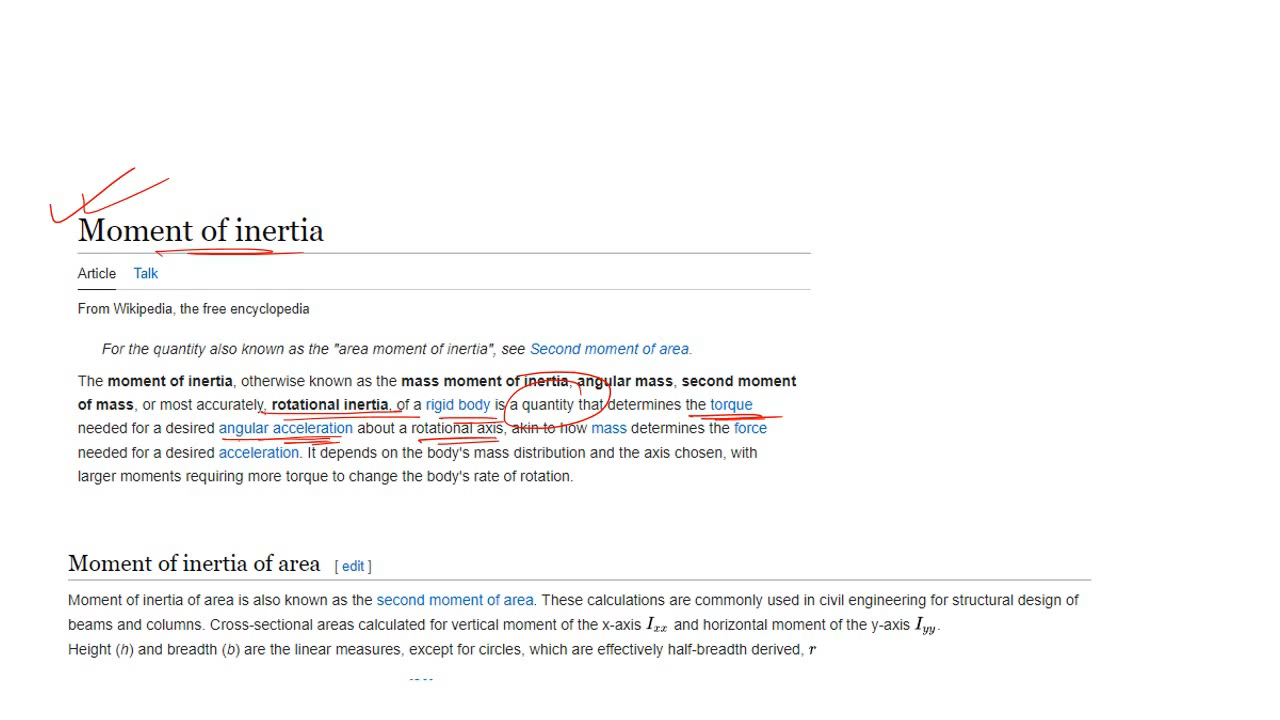 Moment of inertia
Article Talk
From Wikipedia, the free encyclopedia
For the quantity also known as the "area moment of inertia", see Second moment of area.
The moment of inertia, otherwise known as the mass moment of inertia, angular mass, second moment
of mass, or most accurately, rotational inertia, of a rigid body is a quantity that determines the torque
needed for a desired angular acceleration about a rotational axis, akin to how mass determines the force
needed for a desired acceleration. It depends on the body's mass distribution and the axis chosen, with
larger moments requiring more torque to change the body's rate of rotation.
Moment of inertia of area [ edit ]
Moment of inertia of area is also known as the second moment of area. These calculations are commonly used in civil engineering for structural design of
beams and columns. Cross-sectional areas calculated for vertical moment of the x-axis Ixx and horizontal moment of the y-axis Iyy.
Height (h) and breadth (b) are the linear measures, except for circles, which are effectively half-breadth derived, r